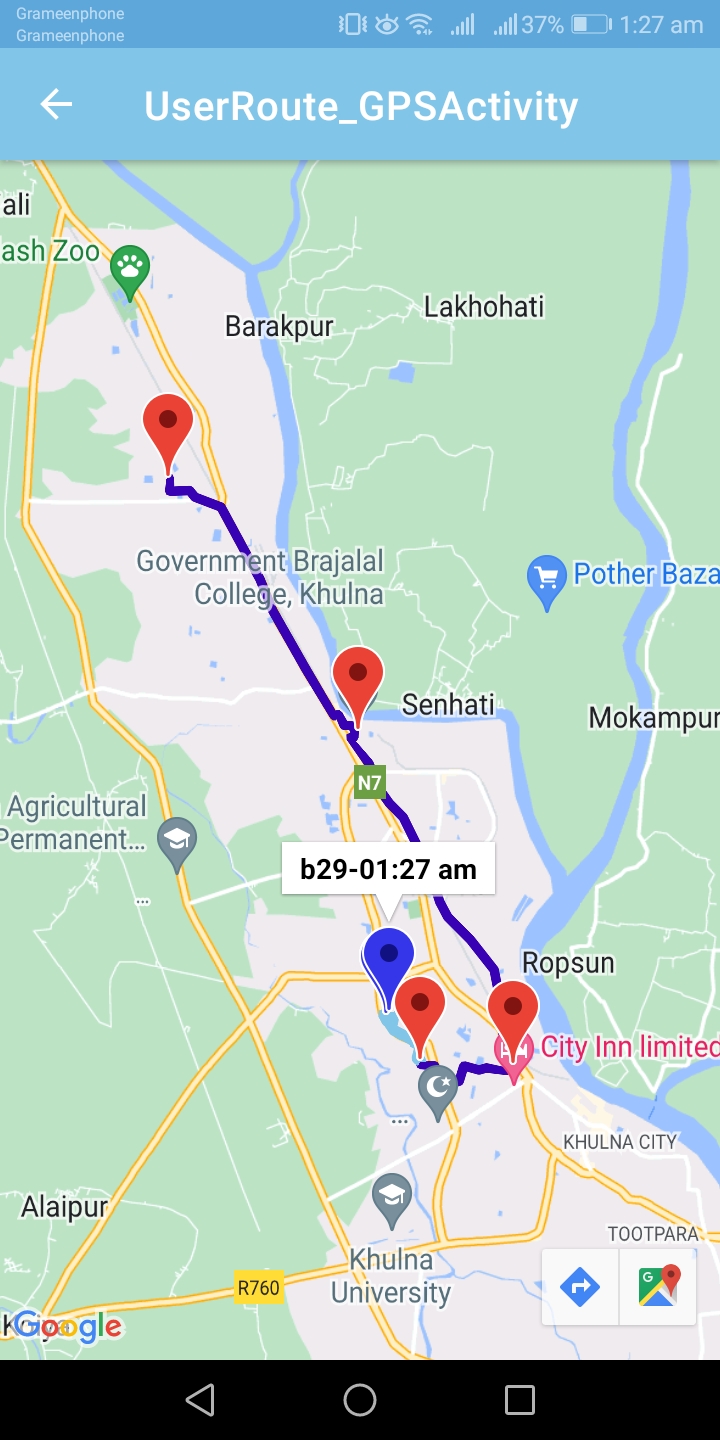 Grameenphone
Grameenphone
37% 1:27 am
UserRoute_GPSActivity
ali
ash Zoo
Lakhohati
Barakpur
Government Brajalal
College, Khulna
Pother Baza
Senhati
Mokampur
N7
Agricultural
Permanent...
b29-01:27 am
Ropsun
City Inn limited
KHULNA CITY
Alaipur
TOOTPARA
Khulna
University
R760
Google